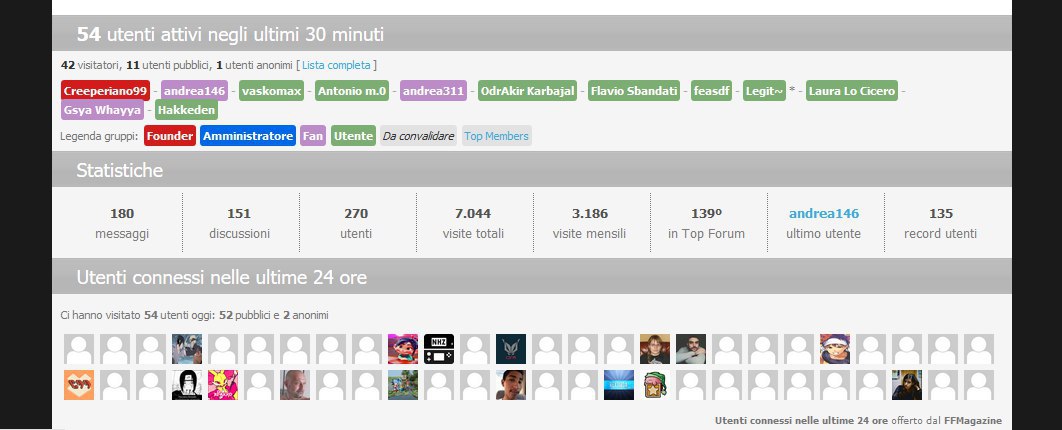 54 utenti attivi negli ultimi 30 minuti
42 visitatori, 11 utenti pubblici, 1 utenti anonimi [ Lista completa ]
Creeperiano99 - andrea146 - vaskomax - Antonio m.0 - andrea311 - OdrAkir Karbajal - Flavio Sbandati - feasdf - Legit~ * - Laura Lo Cicero -
Gsya Whayya - Hakkeden
Legenda gruppi: Founder Amministratore Fan Utente Da convalidare Top Members
Statistiche
180 151 270 7.044 3.186 139º andrea146 135
messaggi discussioni utenti visite totali visite mensili in Top Forum ultimo utente record utenti
Utenti connessi nelle ultime 24 ore
Ci hanno visitato 54 utenti oggi: 52 pubblici e 2 anonimi
NHZ
Utenti connessi nelle ultime 24 ore offerto dal FFMagazine